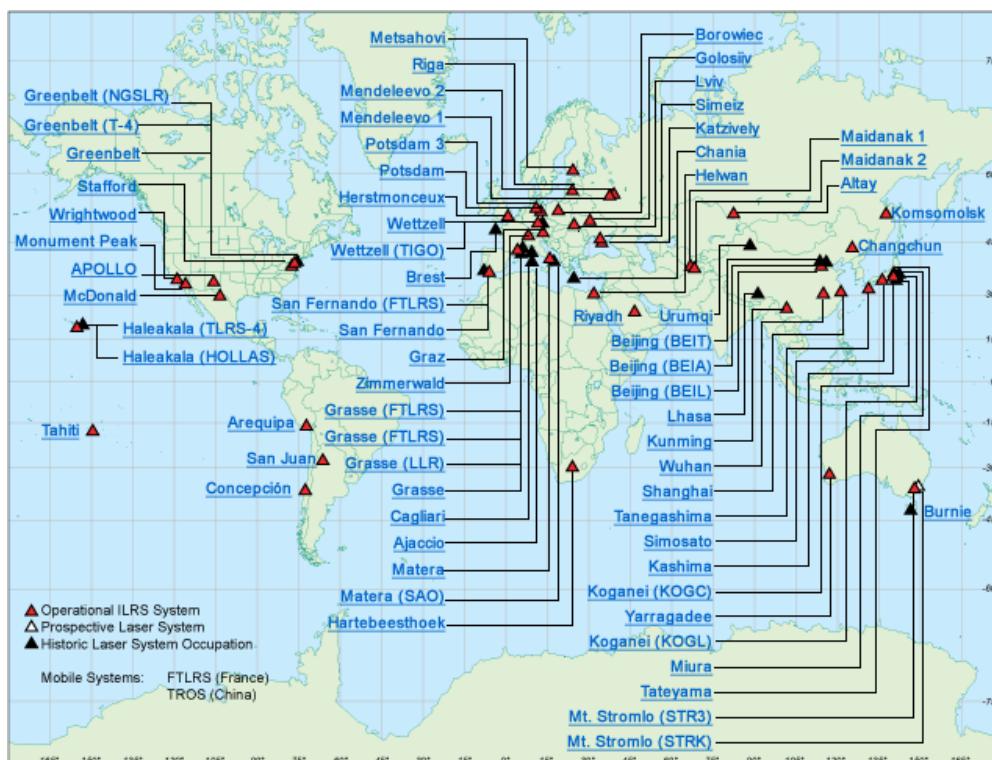 Metsahovi
Riga
Mendeleevo 2
Mendeleevo 1
Potsdam 3
Potsdam
Herstmonceux
Wettzell
Wettzell (TIGO)
Brest
San Fernando (FTLRS)
San Fernando
Graz
Zimmerwald
Grasse (FTLRS)
Grasse (FTLRS)
Grasse (LLR)
Grasse
Cagliari
Ajaccio
Matera
Matera (SAO)
Hartebeesthoek
Greenbelt (NGSLR)
Greenbelt (T-4)
Greenbelt
Stafford
Wrightwood
Monument Peak
APOLLO
McDonald
Haleakala (TLRS-4)
Haleakala (HOLLAS)
Tahiti
Arequipa
San Juan
Concepción
Borowiec
Golosiiv
Lviv
Simeiz
Katzively
Chania
Helwan
Maidanak 1
Maidanak 2
Altay
Komsomolsk
Changchun
Riyadh
Urumqi
Beijing (BEIT)
Beijing (BEIA)
Beijing (BEIL)
Lhasa
Kunming
Wuhan
Shanghai
Tanegashima
Simosato
Kashima
Koganei (KOGC)
Yarragadee
Koganei (KOGL)
Miura
Tateyama
Mt. Stromlo (STR3)
Mt. Stromlo (STRK)
Burnie
Operational ILRS System
Prospective Laser System
Historic Laser System Occupation
Mobile Systems: FTLRS (France)
TROS (China)